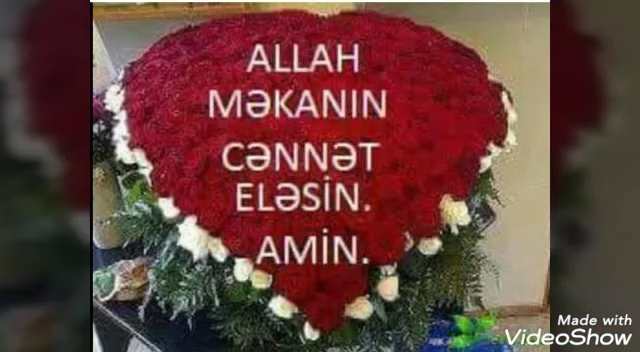 ALLAH
MƏKANIN
CƏNNƏT
ELƏSİN.
AMİN.
Made with
VideoShow